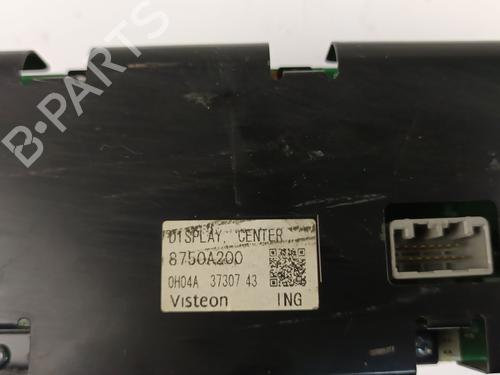 B-PARTS
DISPLAY, CENTER
8750A200
0H04A 37307 43
Visteon ING